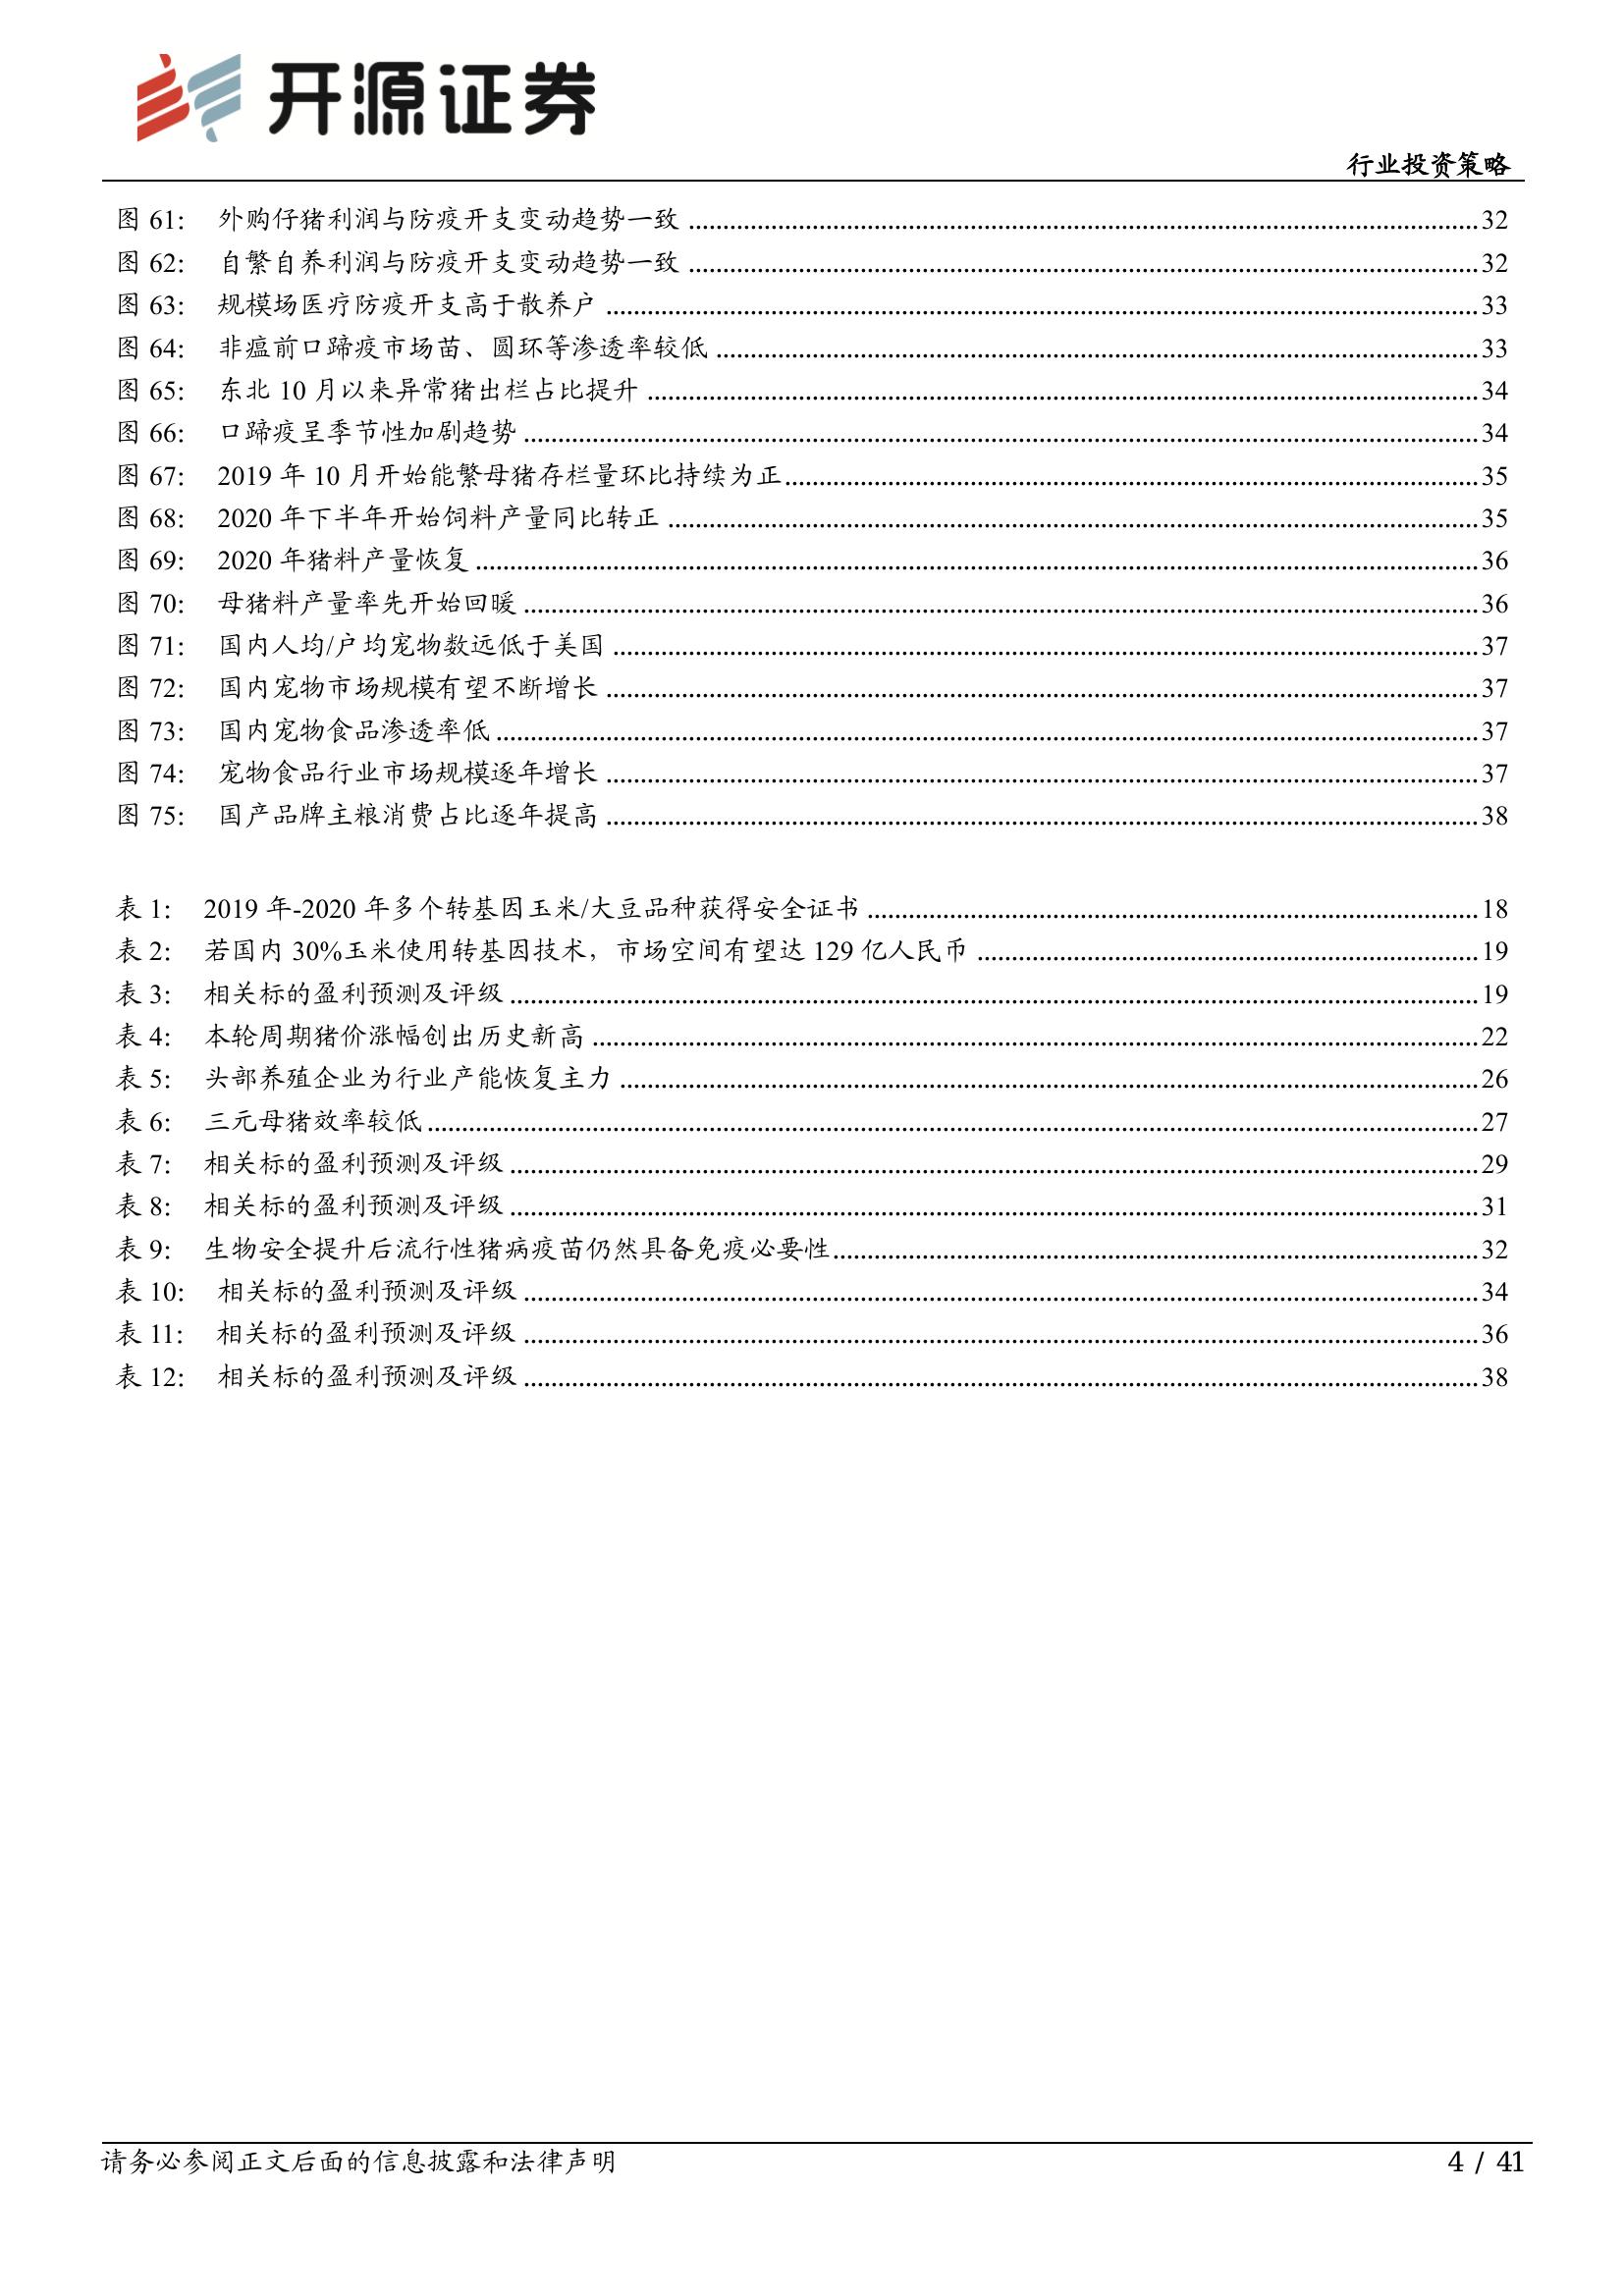 开源证券
行业投资策略
图 61： 外购仔猪利润与防疫开支变动趋势一致 ........ 32
图 62： 自繁自养利润与防疫开支变动趋势一致 ........ 32
图 63： 规模场医疗防疫开支高于散养户 ........ 33
图 64： 非瘟前口蹄疫市场苗、圆环等渗透率较低 ........ 33
图 65： 东北 10 月以来异常猪出栏占比提升 ........ 34
图 66： 口蹄疫呈季节性加剧趋势 ........ 34
图 67： 2019 年 10 月开始能繁母猪存栏量环比持续为正 ........ 35
图 68： 2020 年下半年开始饲料产量同比转正 ........ 35
图 69： 2020 年猪料产量恢复 ........ 36
图 70： 母猪料产量率先开始回暖 ........ 36
图 71： 国内人均/户均宠物数远低于美国 ........ 37
图 72： 国内宠物市场规模有望不断增长 ........ 37
图 73： 国内宠物食品渗透率低 ........ 37
图 74： 宠物食品行业市场规模逐年增长 ........ 37
图 75： 国产品牌主粮消费占比逐年提高 ........ 38
表 1： 2019 年-2020 年多个转基因玉米/大豆品种获得安全证书 ........ 18
表 2： 若国内 30%玉米使用转基因技术，市场空间有望达 129 亿人民币 ........ 19
表 3： 相关标的盈利预测及评级 ........ 19
表 4： 本轮周期猪价涨幅创出历史新高 ........ 22
表 5： 头部养殖企业为行业产能恢复主力 ........ 26
表 6： 三元母猪效率较低 ........ 27
表 7： 相关标的盈利预测及评级 ........ 29
表 8： 相关标的盈利预测及评级 ........ 31
表 9： 生物安全提升后流行性猪病疫苗仍然具备免疫必要性 ........ 32
表 10： 相关标的盈利预测及评级 ........ 34
表 11： 相关标的盈利预测及评级 ........ 36
表 12： 相关标的盈利预测及评级 ........ 38
请务必参阅正文后面的信息披露和法律声明
4 / 41